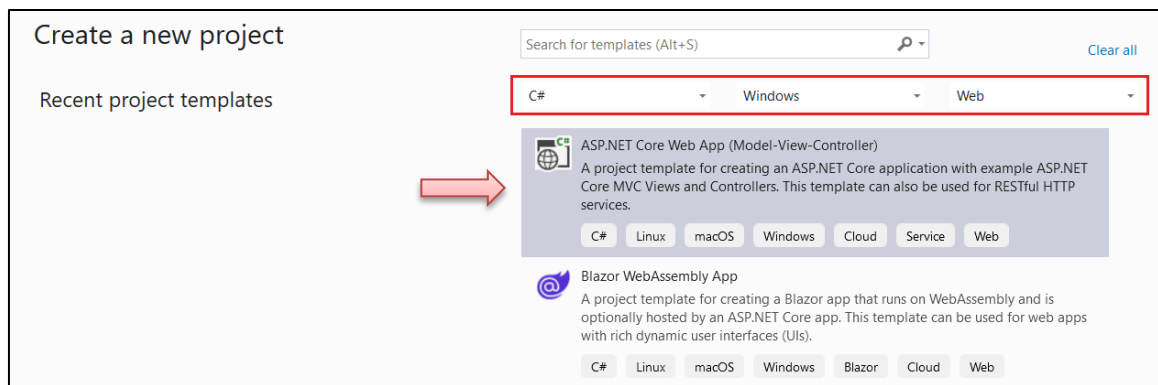 Create a new project
Search for templates (Alt+S)
Clear all
Recent project templates
C# Windows Web
ASP.NET Core Web App (Model-View-Controller)
A project template for creating an ASP.NET Core application with example ASP.NET
Core MVC Views and Controllers. This template can also be used for RESTful HTTP
services.
C# Linux macOS Windows Cloud Service Web
Blazor WebAssembly App
A project template for creating a Blazor app that runs on WebAssembly and is
optionally hosted by an ASP.NET Core app. This template can be used for web apps
with rich dynamic user interfaces (UIs).
C# Linux macOS Windows Blazor Cloud Web